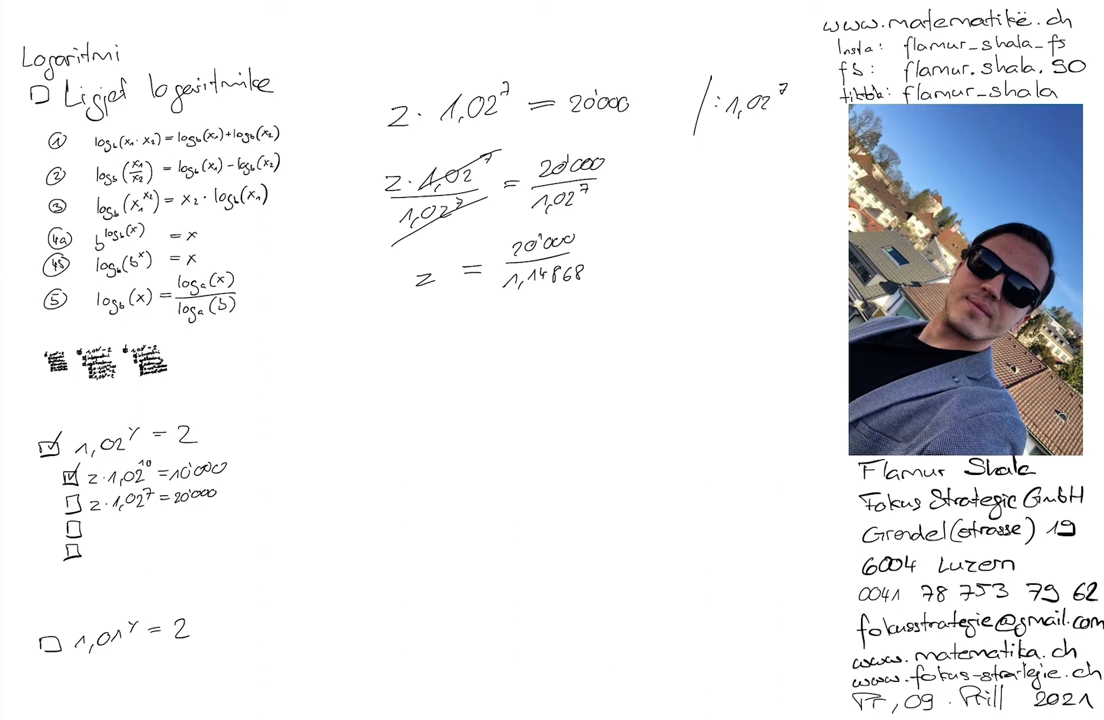 Logaritmi
Ligjet logaritmike
1 log_b(x₁·x₂) = log_b(x₁)+log_b(x₂)
2 log_b(x₁/x₂) = log_b(x₁) - log_b(x₂)
3 log_b(x₁^x₂) = x₂ · log_b(x₁)
4a b^log_b(x) = x
4b log_b(b^x) = x
5 log_b(x) = log_a(x)/log_a(b)
1,02^y = 2
z·1,02^10 = 10'000
z·1,02^7 = 20'000
1,01^y = 2
z · 1,02^7 = 20'000 /:1,02^7
z·1,02^7/1,02^7 = 20'000/1,02^7
z = 20'000/1,14868
www.matematikë.ch
Insta: flamur_shala_fs
fb: flamur.shala.90
tiktok: flamur_shala
Flamur Shala
Fokus Strategie GmbH
Grendel(strasse) 19
6004 Luzern
0041 78 753 79 62
fokusstrategie@gmail.com
www.matematika.ch
www.fokus-strategie.ch
Pr, 09. Prill 2021